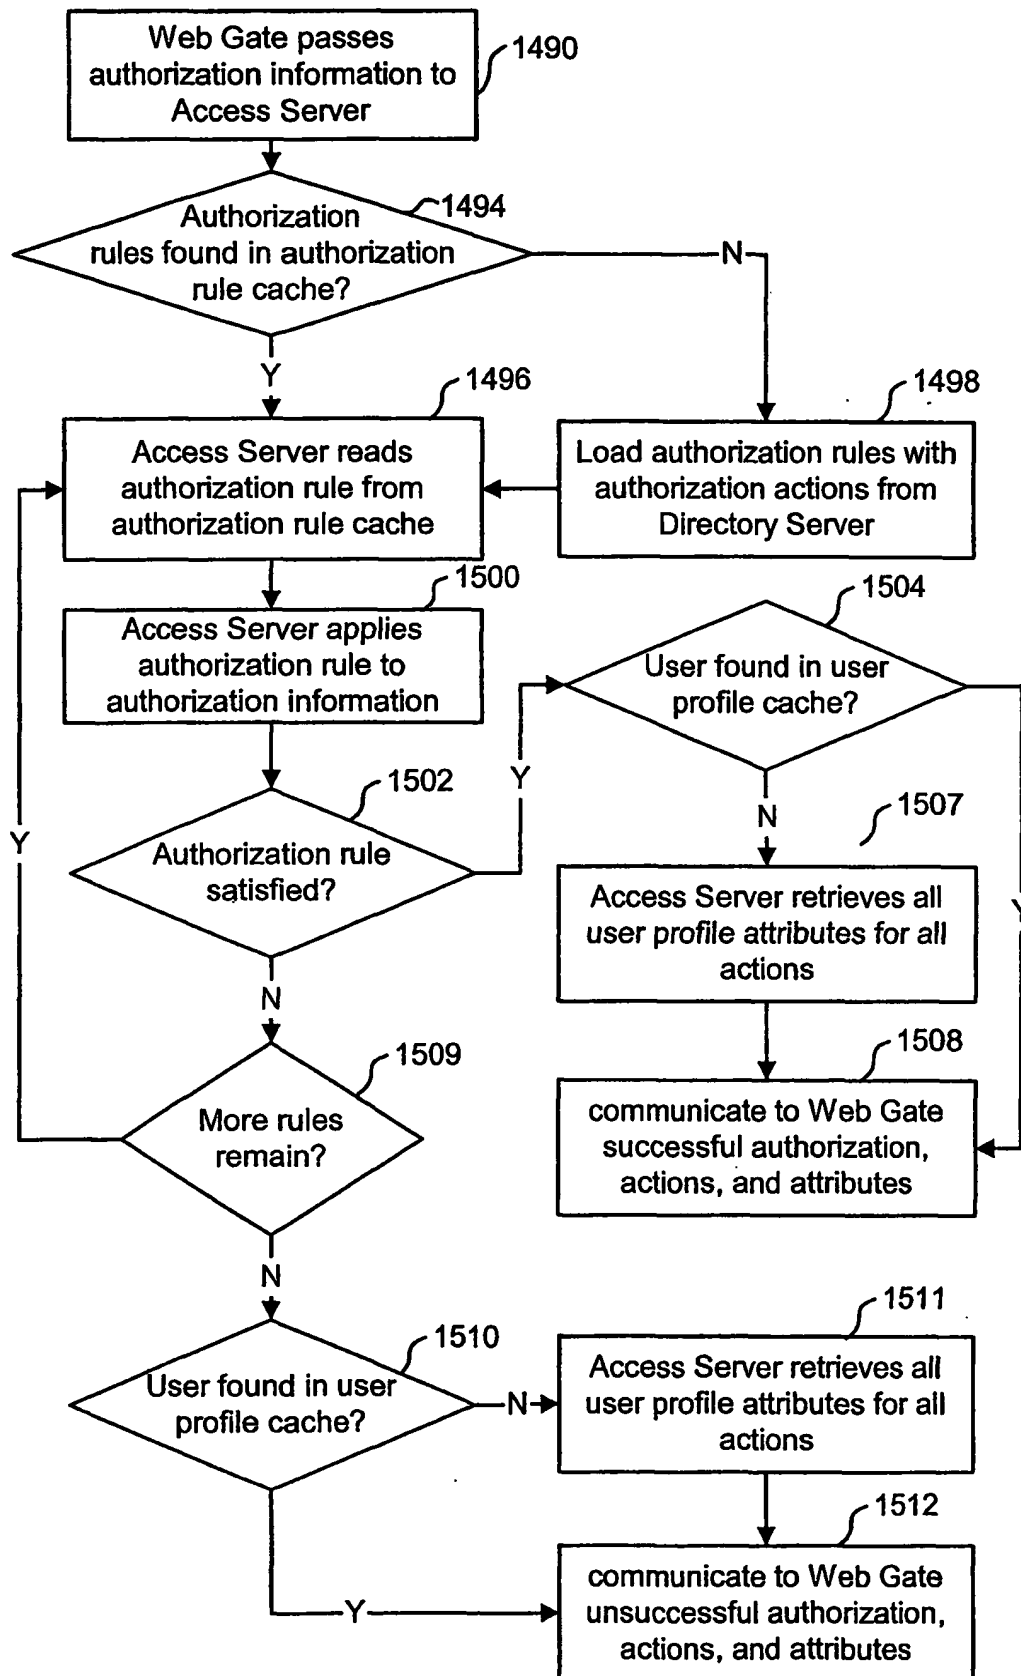 Web Gate passes
authorization information to
Access Server
1490
Authorization
rules found in authorization
rule cache?
1494
N
Y
1496
Access Server reads
authorization rule from
authorization rule cache
1498
Load authorization rules with
authorization actions from
Directory Server
1500
Access Server applies
authorization rule to
authorization information
1504
User found in user
profile cache?
Y
1502
Authorization rule
satisfied?
Y
N
1507
Access Server retrieves all
user profile attributes for all
actions
Y
N
1509
More rules
remain?
1508
communicate to Web Gate
successful authorization,
actions, and attributes
N
1510
User found in user
profile cache?
N
1511
Access Server retrieves all
user profile attributes for all
actions
Y
1512
communicate to Web Gate
unsuccessful authorization,
actions, and attributes